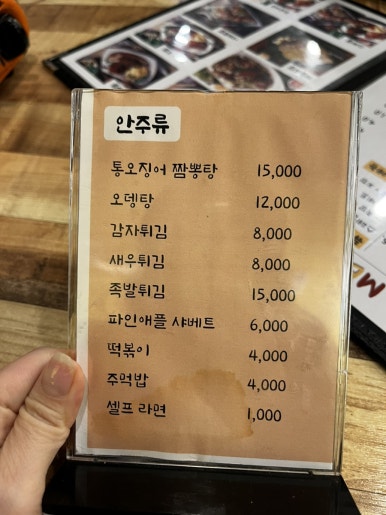 안주류
통오징어 짬뽕탕 15,000
오뎅탕 12,000
감자튀김 8,000
새우튀김 8,000
족발튀김 15,000
파인애플 샤베트 6,000
떡볶이 4,000
주먹밥 4,000
셀프 라면 1,000